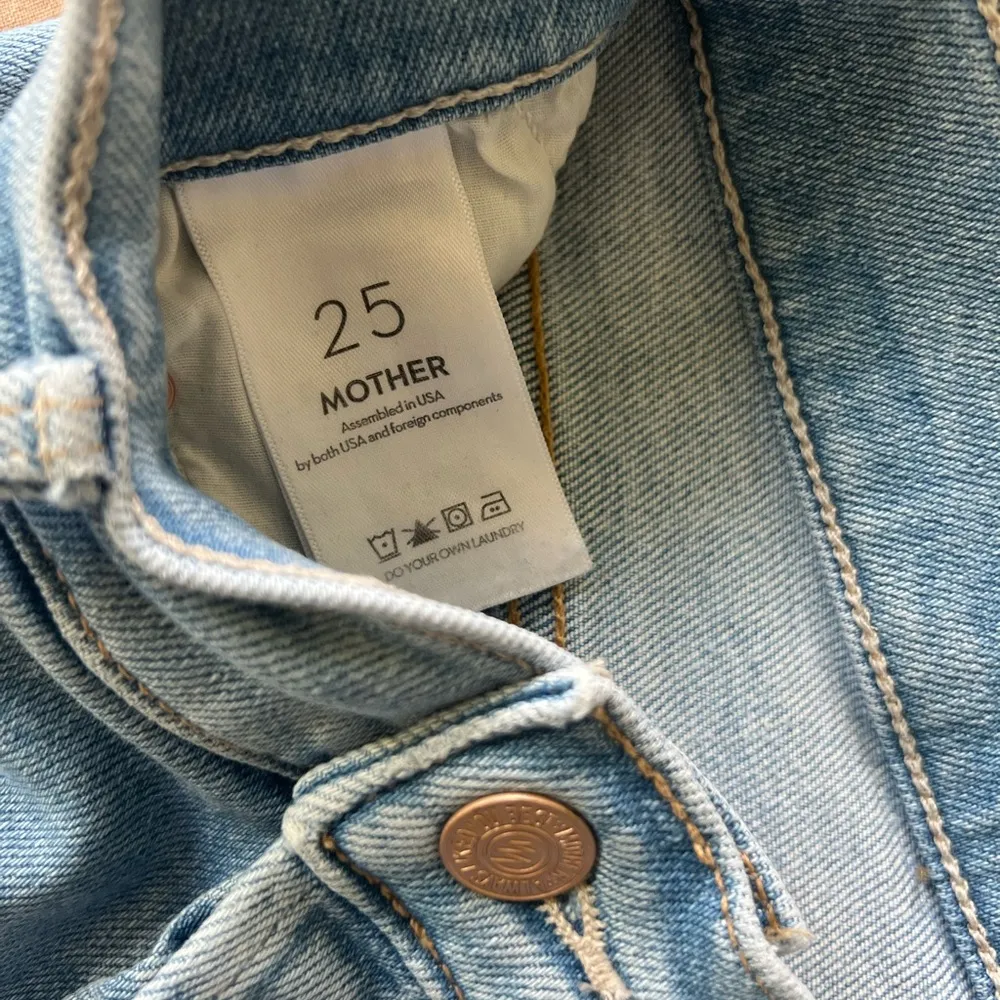 25
MOTHER
Assembled in USA
by both USA and foreign components
DO YOUR OWN LAUNDRY